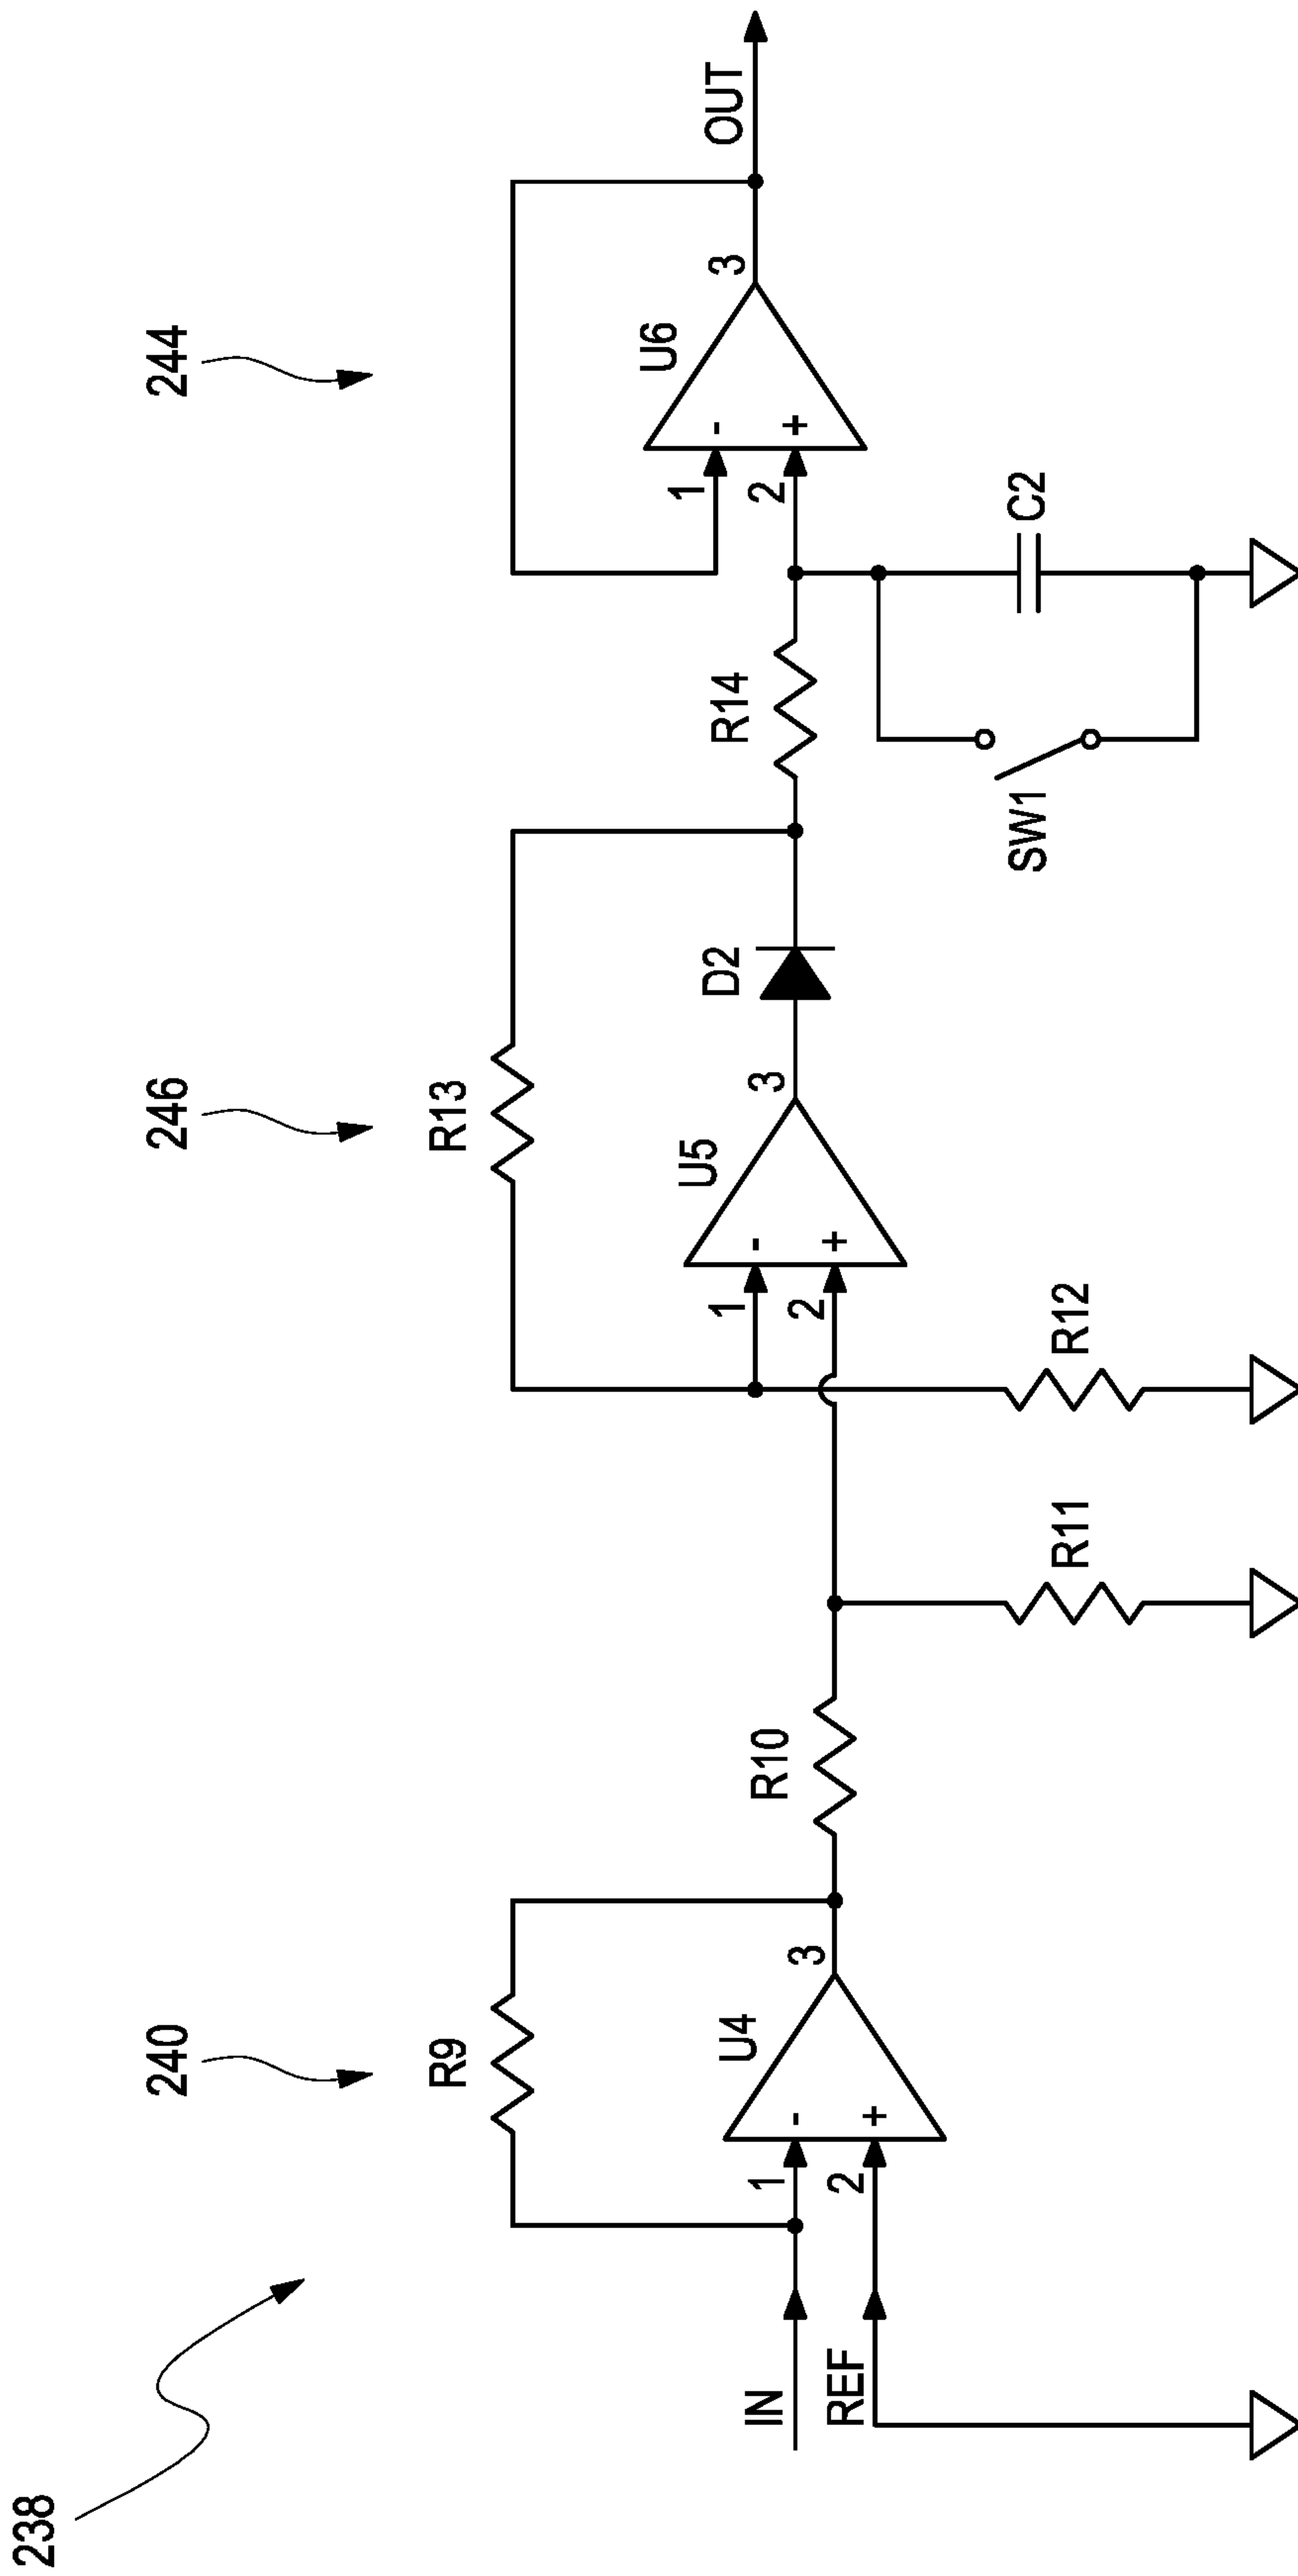 238
240
246
244
R9
R13
U4
U5
U6
IN
REF
1
2
3
-
+
R10
R11
R12
1
2
3
-
+
D2
R14
SW1
C2
1
2
3
-
+
OUT